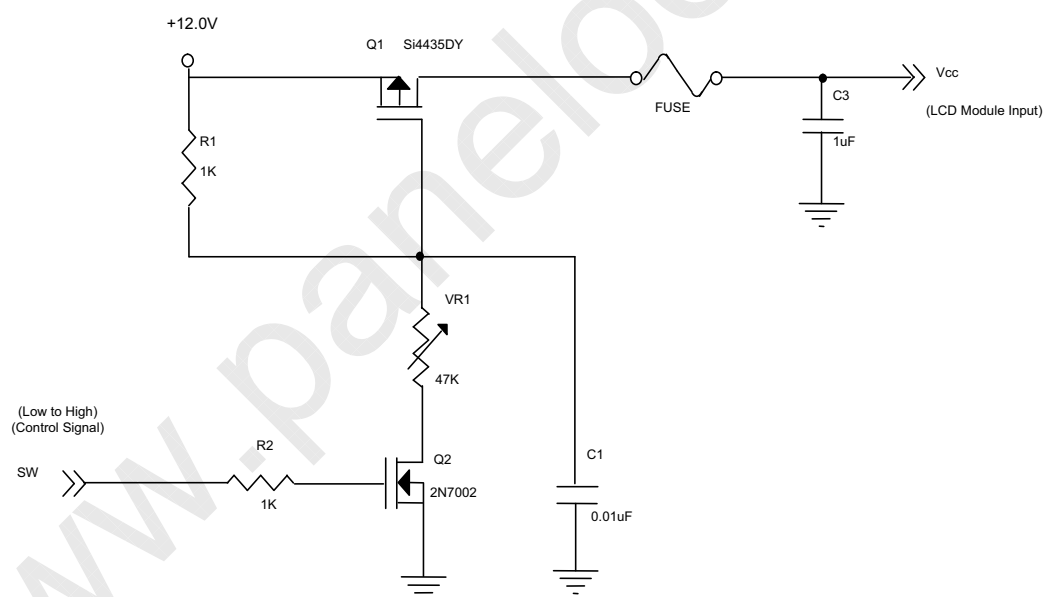 +12.0V
Q1 Si4435DY
Vcc
FUSE
C3
(LCD Module Input)
R1
1uF
1K
VR1
47K
(Low to High)
(Control Signal)
R2
Q2
C1
SW
2N7002
1K
0.01uF
www.panelo